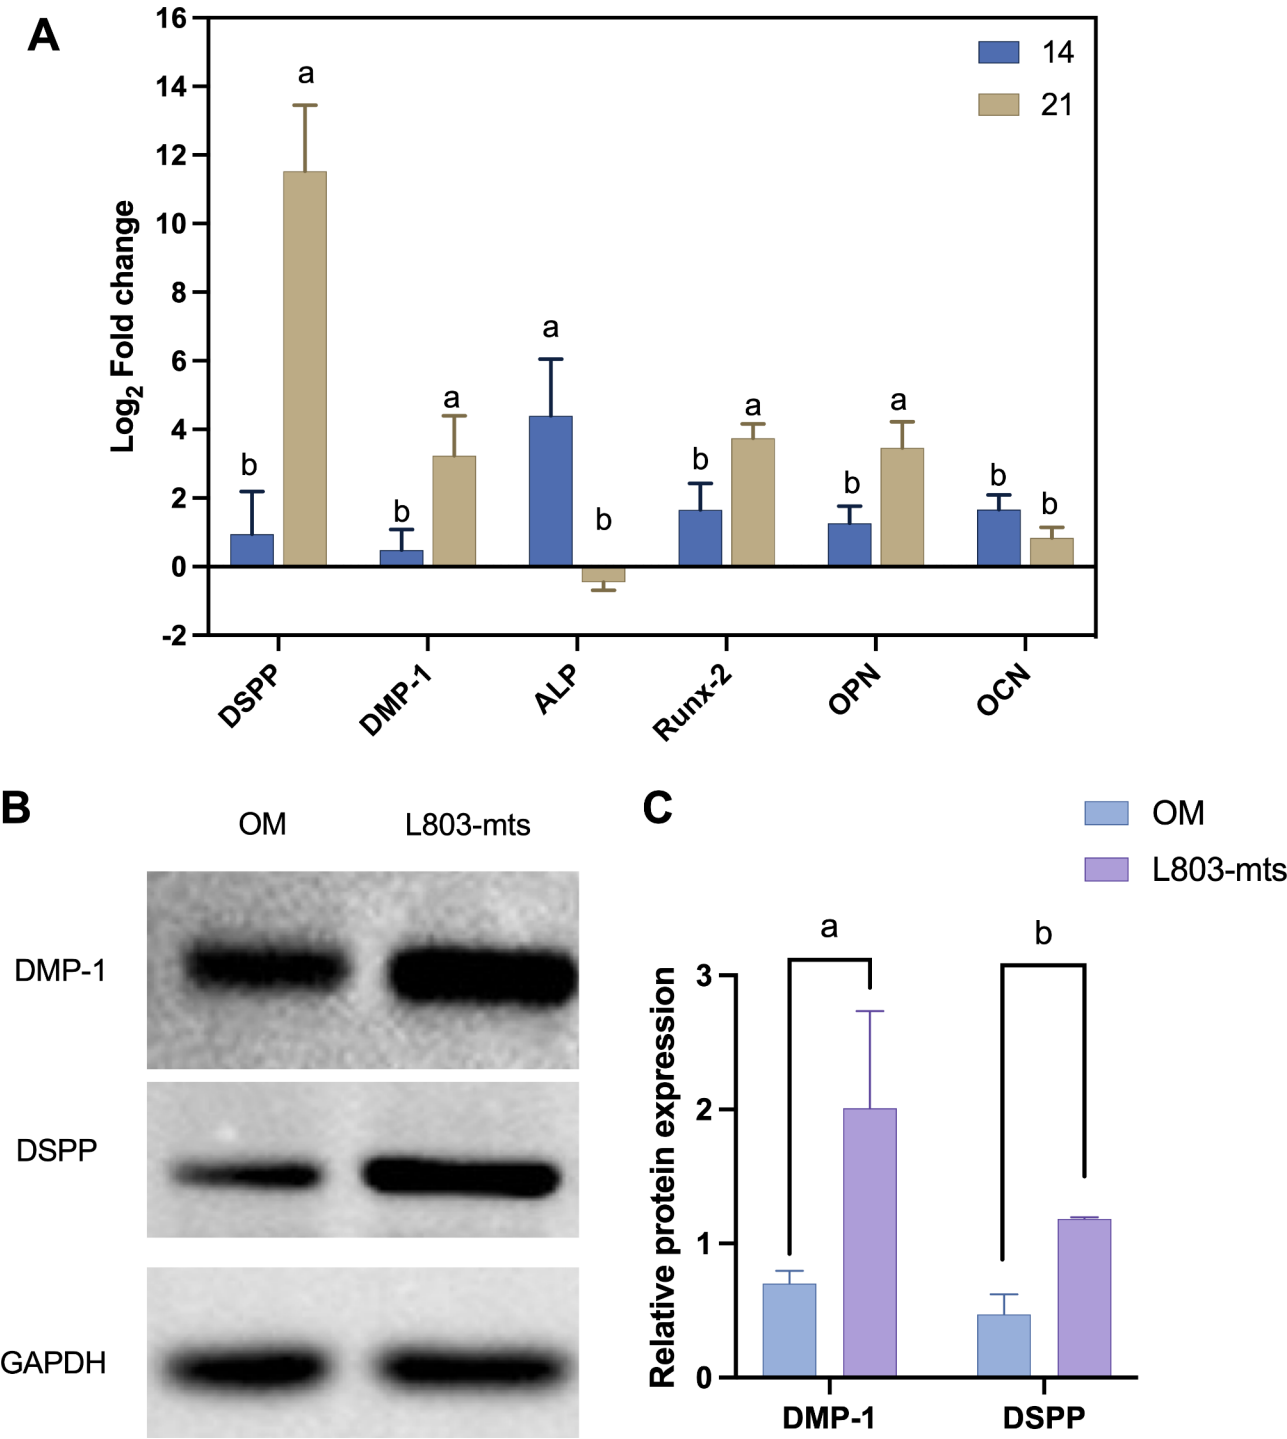 A
16
14
12
10
8
6
4
2
0
-2
Log2 Fold change
14
21
b
a
b
a
a
b
b
a
b
a
b
b
DSPP
DMP-1
ALP
Runx-2
OPN
OCN
B
OM
L803-mts
DMP-1
DSPP
GAPDH
C
OM
L803-mts
a
b
Relative protein expression
3
2
1
0
DMP-1
DSPP